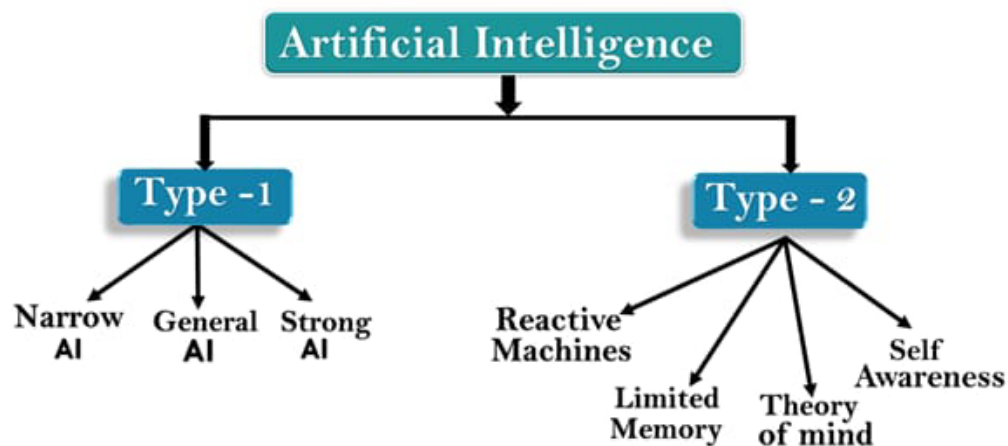 Artificial Intelligence
Type -1
Type - 2
Narrow
AI
General
AI
Strong
AI
Reactive
Machines
Limited
Memory
Theory
of mind
Self
Awareness